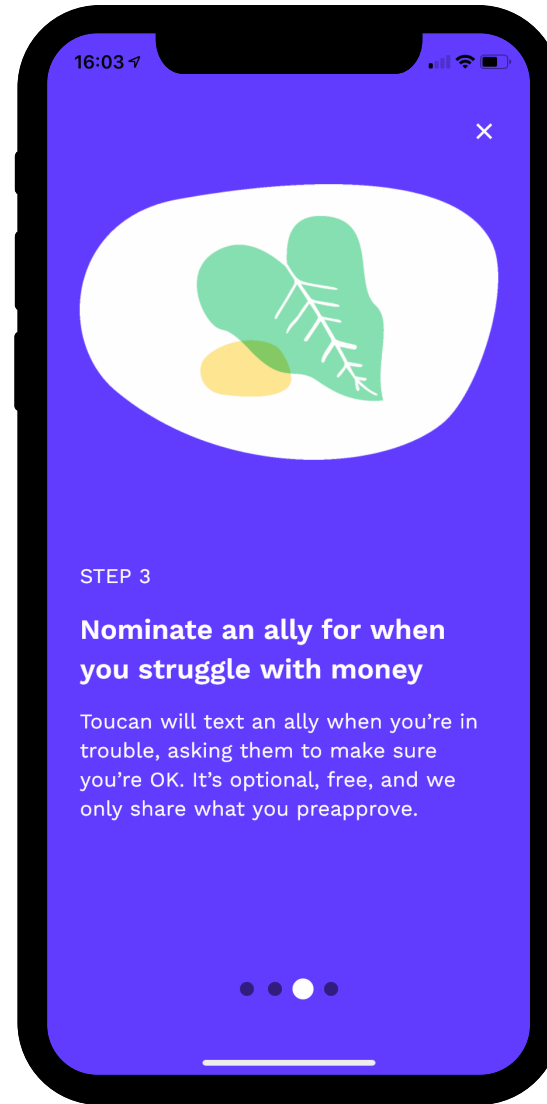 16:03
STEP 3
Nominate an ally for when
you struggle with money
Toucan will text an ally when you’re in
trouble, asking them to make sure
you’re OK. It’s optional, free, and we
only share what you preapprove.